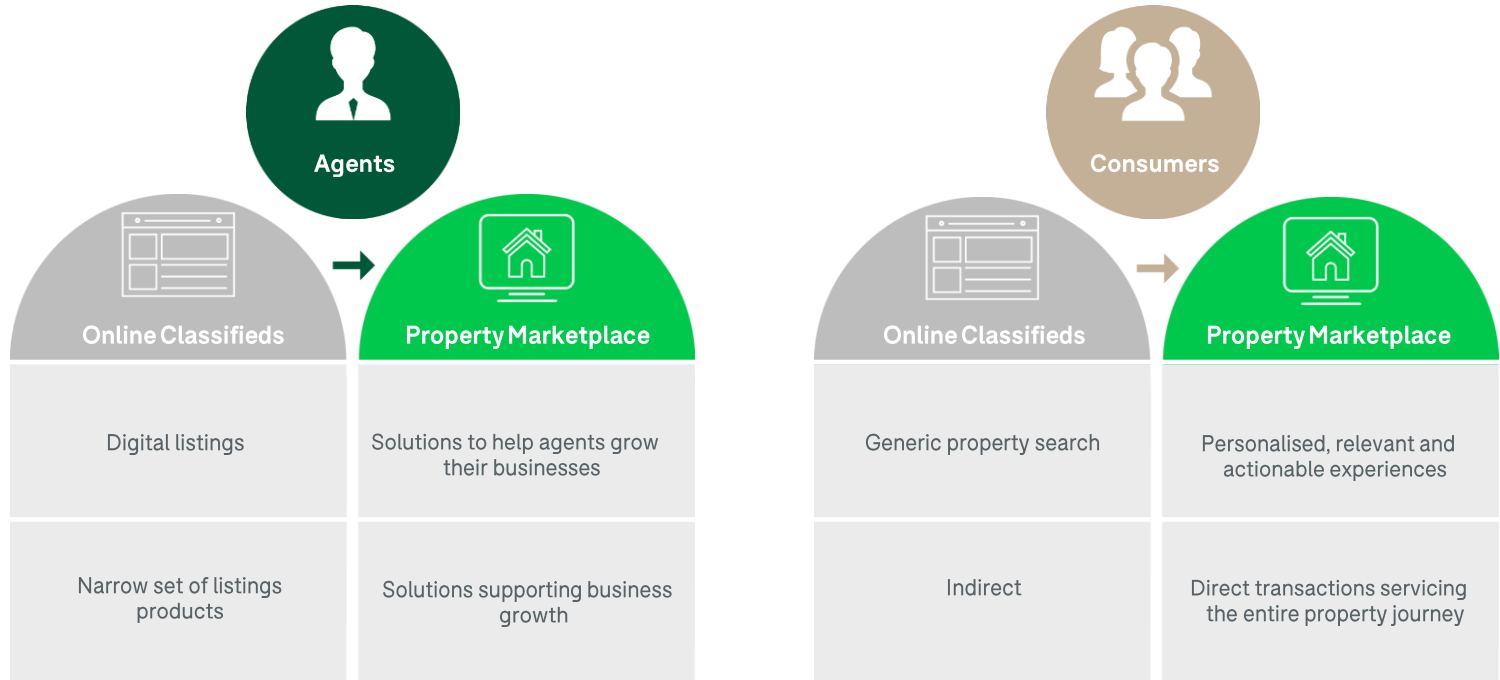 Agents
Online Classifieds
Property Marketplace
Digital listings
Solutions to help agents grow
their businesses
Narrow set of listings
products
Solutions supporting business
growth
Consumers
Online Classifieds
Property Marketplace
Generic property search
Personalised, relevant and
actionable experiences
Indirect
Direct transactions servicing
the entire property journey